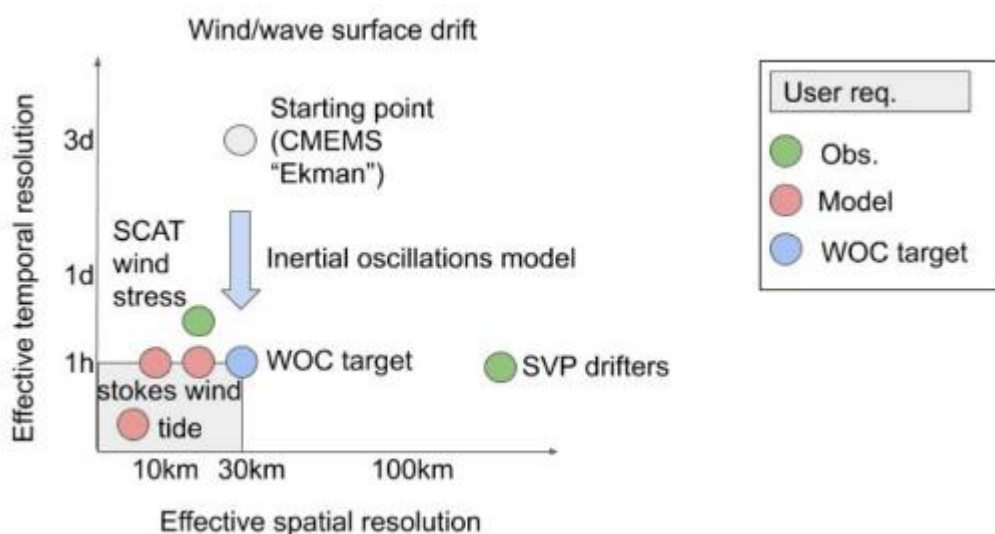 Wind/wave surface drift
Effective temporal resolution
3d
1d
1h
Starting point
(CMEMS
“Ekman”)
SCAT
wind
stress
Inertial oscillations model
WOC target
SVP drifters
stokes wind
tide
10km 30km 100km
Effective spatial resolution
User req.
Obs.
Model
WOC target